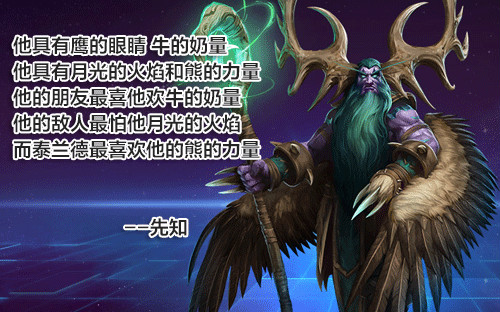 他具有鹰的眼睛 牛的奶量
他具有月光的火焰和熊的力量
他的朋友最喜他欢牛的奶量
他的敌人最怕他月光的火焰
而泰兰德最喜欢他的熊的力量
--先知